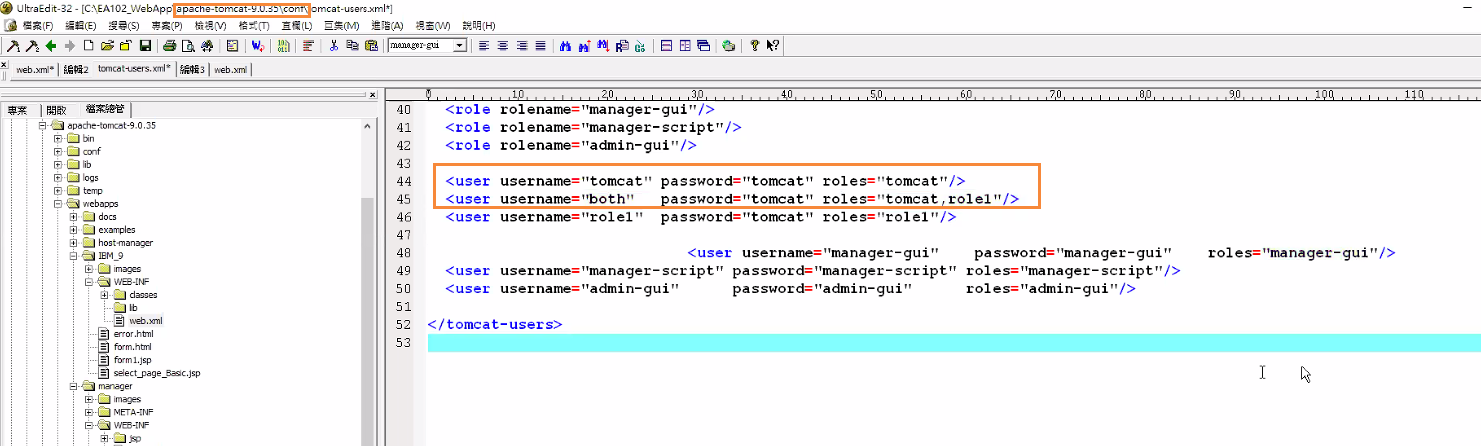 UltraEdit-32 - [C:\EA102_WebApp\apache-tomcat-9.0.35\conf\tomcat-users.xml*]
檔案(F) 編輯(E) 搜尋(S) 專案(P) 檢視(V) 格式(T) 直欄(L) 巨集(M) 進階(A) 視窗(W) 說明(H)
manager-gui
web.xml* 編輯2 tomcat-users.xml* 編輯3 web.xml
專案 開啟 檔案總管
0 10 20 30 40 50 60 70 80 90 100 110
apache-tomcat-9.0.35
bin
conf
lib
logs
temp
webapps
docs
examples
host-manager
IBM_9
images
WEB-INF
classes
lib
web.xml
error.html
form.html
form1.jsp
select_page_Basic.jsp
manager
images
META-INF
WEB-INF
jsp
40 <role rolename="manager-gui"/>
41 <role rolename="manager-script"/>
42 <role rolename="admin-gui"/>
43
44 <user username="tomcat" password="tomcat" roles="tomcat"/>
45 <user username="both"   password="tomcat" roles="tomcat,role1"/>
46 <user username="role1"  password="tomcat" roles="role1"/>
47
48 <user username="manager-gui"    password="manager-gui"    roles="manager-gui"/>
49 <user username="manager-script" password="manager-script" roles="manager-script"/>
50 <user username="admin-gui"      password="admin-gui"      roles="admin-gui"/>
51
52 </tomcat-users>
53